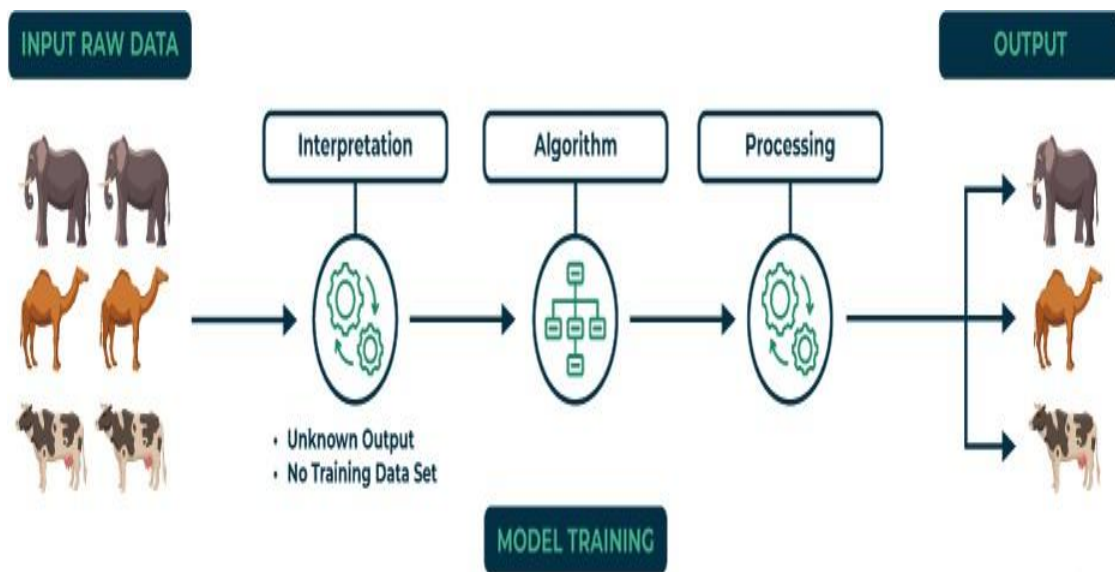 INPUT RAW DATA
OUTPUT
Interpretation
Algorithm
Processing
• Unknown Output
• No Training Data Set
MODEL TRAINING